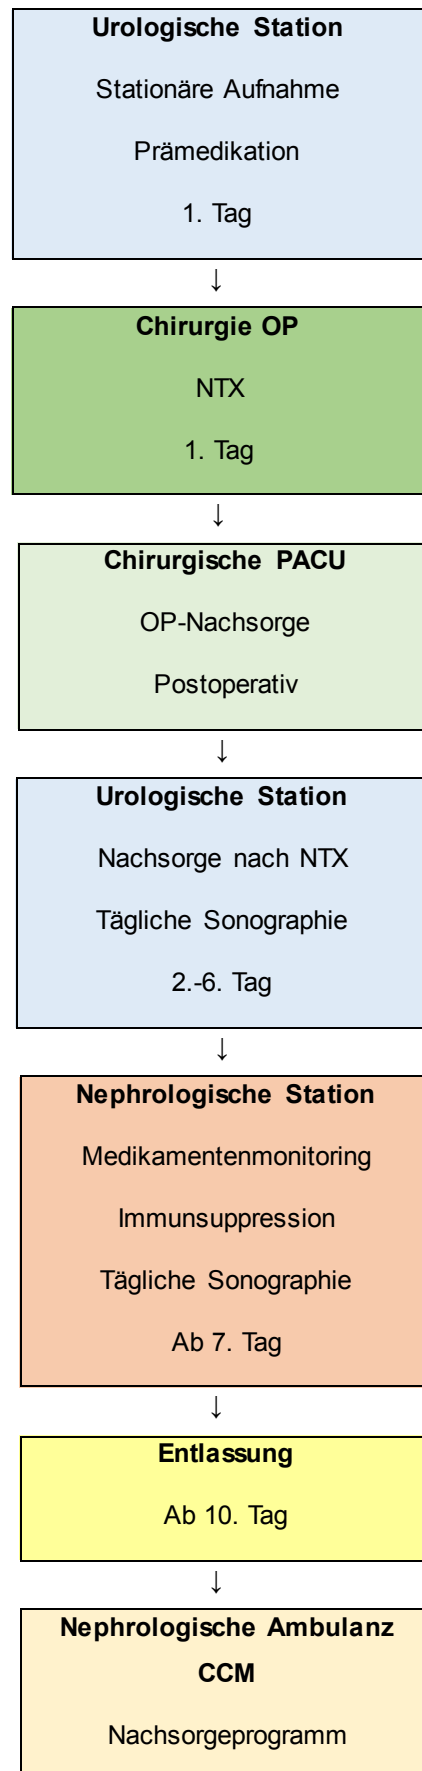 Urologische Station
Stationäre Aufnahme
Prämedikation
1. Tag
↓
Chirurgie OP
NTX
1. Tag
↓
Chirurgische PACU
OP-Nachsorge
Postoperativ
↓
Urologische Station
Nachsorge nach NTX
Tägliche Sonographie
2.-6. Tag
↓
Nephrologische Station
Medikamentenmonitoring
Immunsuppression
Tägliche Sonographie
Ab 7. Tag
↓
Entlassung
Ab 10. Tag
↓
Nephrologische Ambulanz
CCM
Nachsorgeprogramm